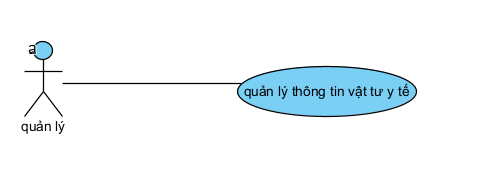 a
quản lý thông tin vật tư y tế
quản lý